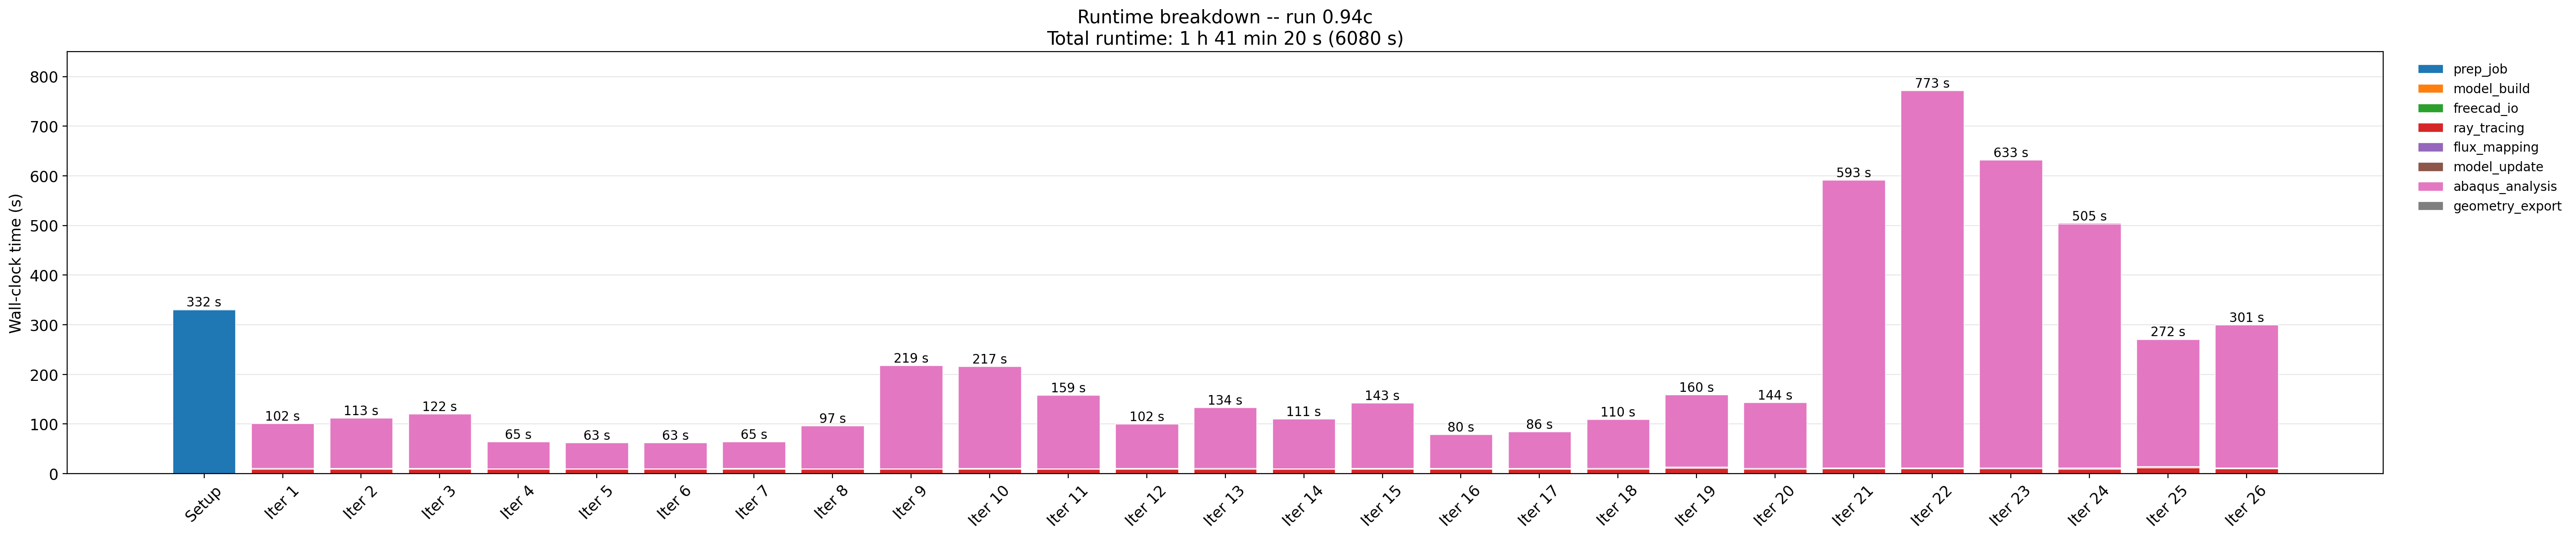 Runtime breakdown -- run 0.94c
Total runtime: 1 h 41 min 20 s (6080 s)
Wall-clock time (s)
800
700
600
500
400
300
200
100
0
332 s
102 s
113 s
122 s
65 s
63 s
63 s
65 s
97 s
219 s
217 s
159 s
102 s
134 s
111 s
143 s
80 s
86 s
110 s
160 s
144 s
593 s
773 s
633 s
505 s
272 s
301 s
Setup
Iter 1
Iter 2
Iter 3
Iter 4
Iter 5
Iter 6
Iter 7
Iter 8
Iter 9
Iter 10
Iter 11
Iter 12
Iter 13
Iter 14
Iter 15
Iter 16
Iter 17
Iter 18
Iter 19
Iter 20
Iter 21
Iter 22
Iter 23
Iter 24
Iter 25
Iter 26
prep_job
model_build
freecad_io
ray_tracing
flux_mapping
model_update
abaqus_analysis
geometry_export